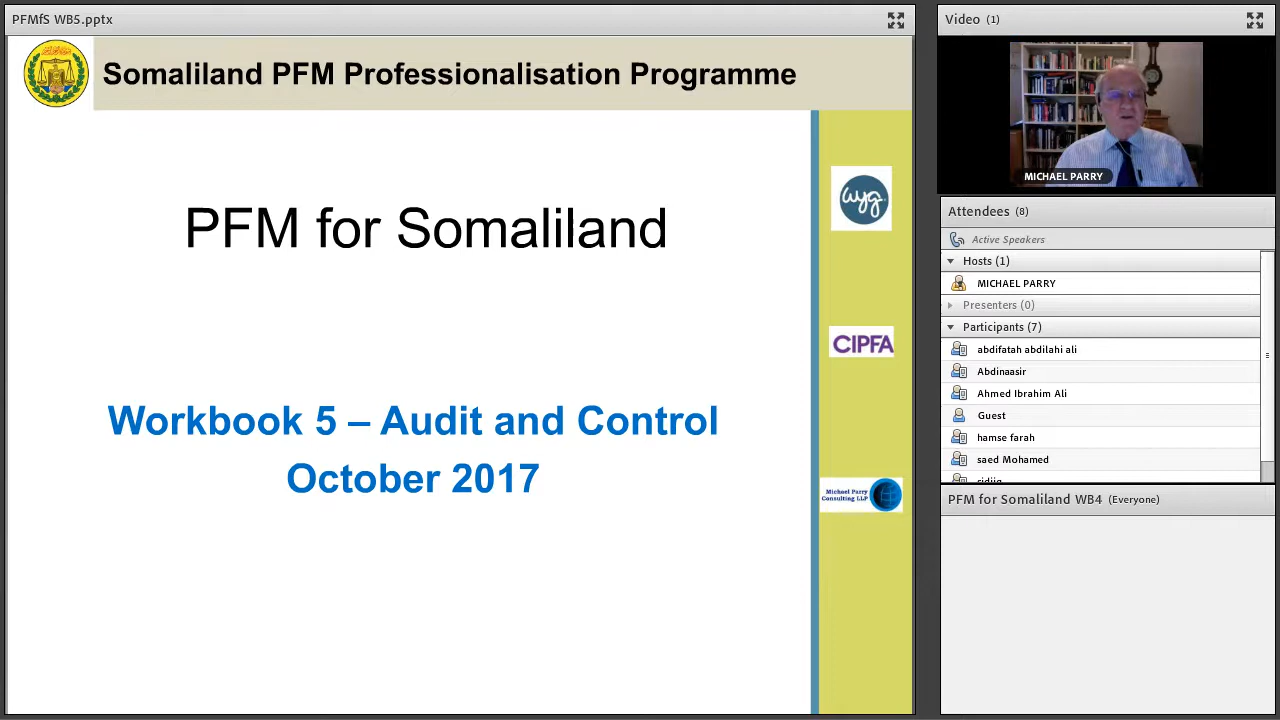 PFMfS WB5.pptx
Somaliland PFM Professionalisation Programme
PFM for Somaliland
Workbook 5 – Audit and Control
October 2017
wyg
CIPFA
Michael Parry
Consulting LLP
Video (1)
MICHAEL PARRY
Attendees (8)
Active Speakers
Hosts (1)
MICHAEL PARRY
Presenters (0)
Participants (7)
abdifatah abdilahi ali
Abdinaasir
Ahmed Ibrahim Ali
Guest
hamse farah
saed Mohamed
PFM for Somaliland WB4 (Everyone)